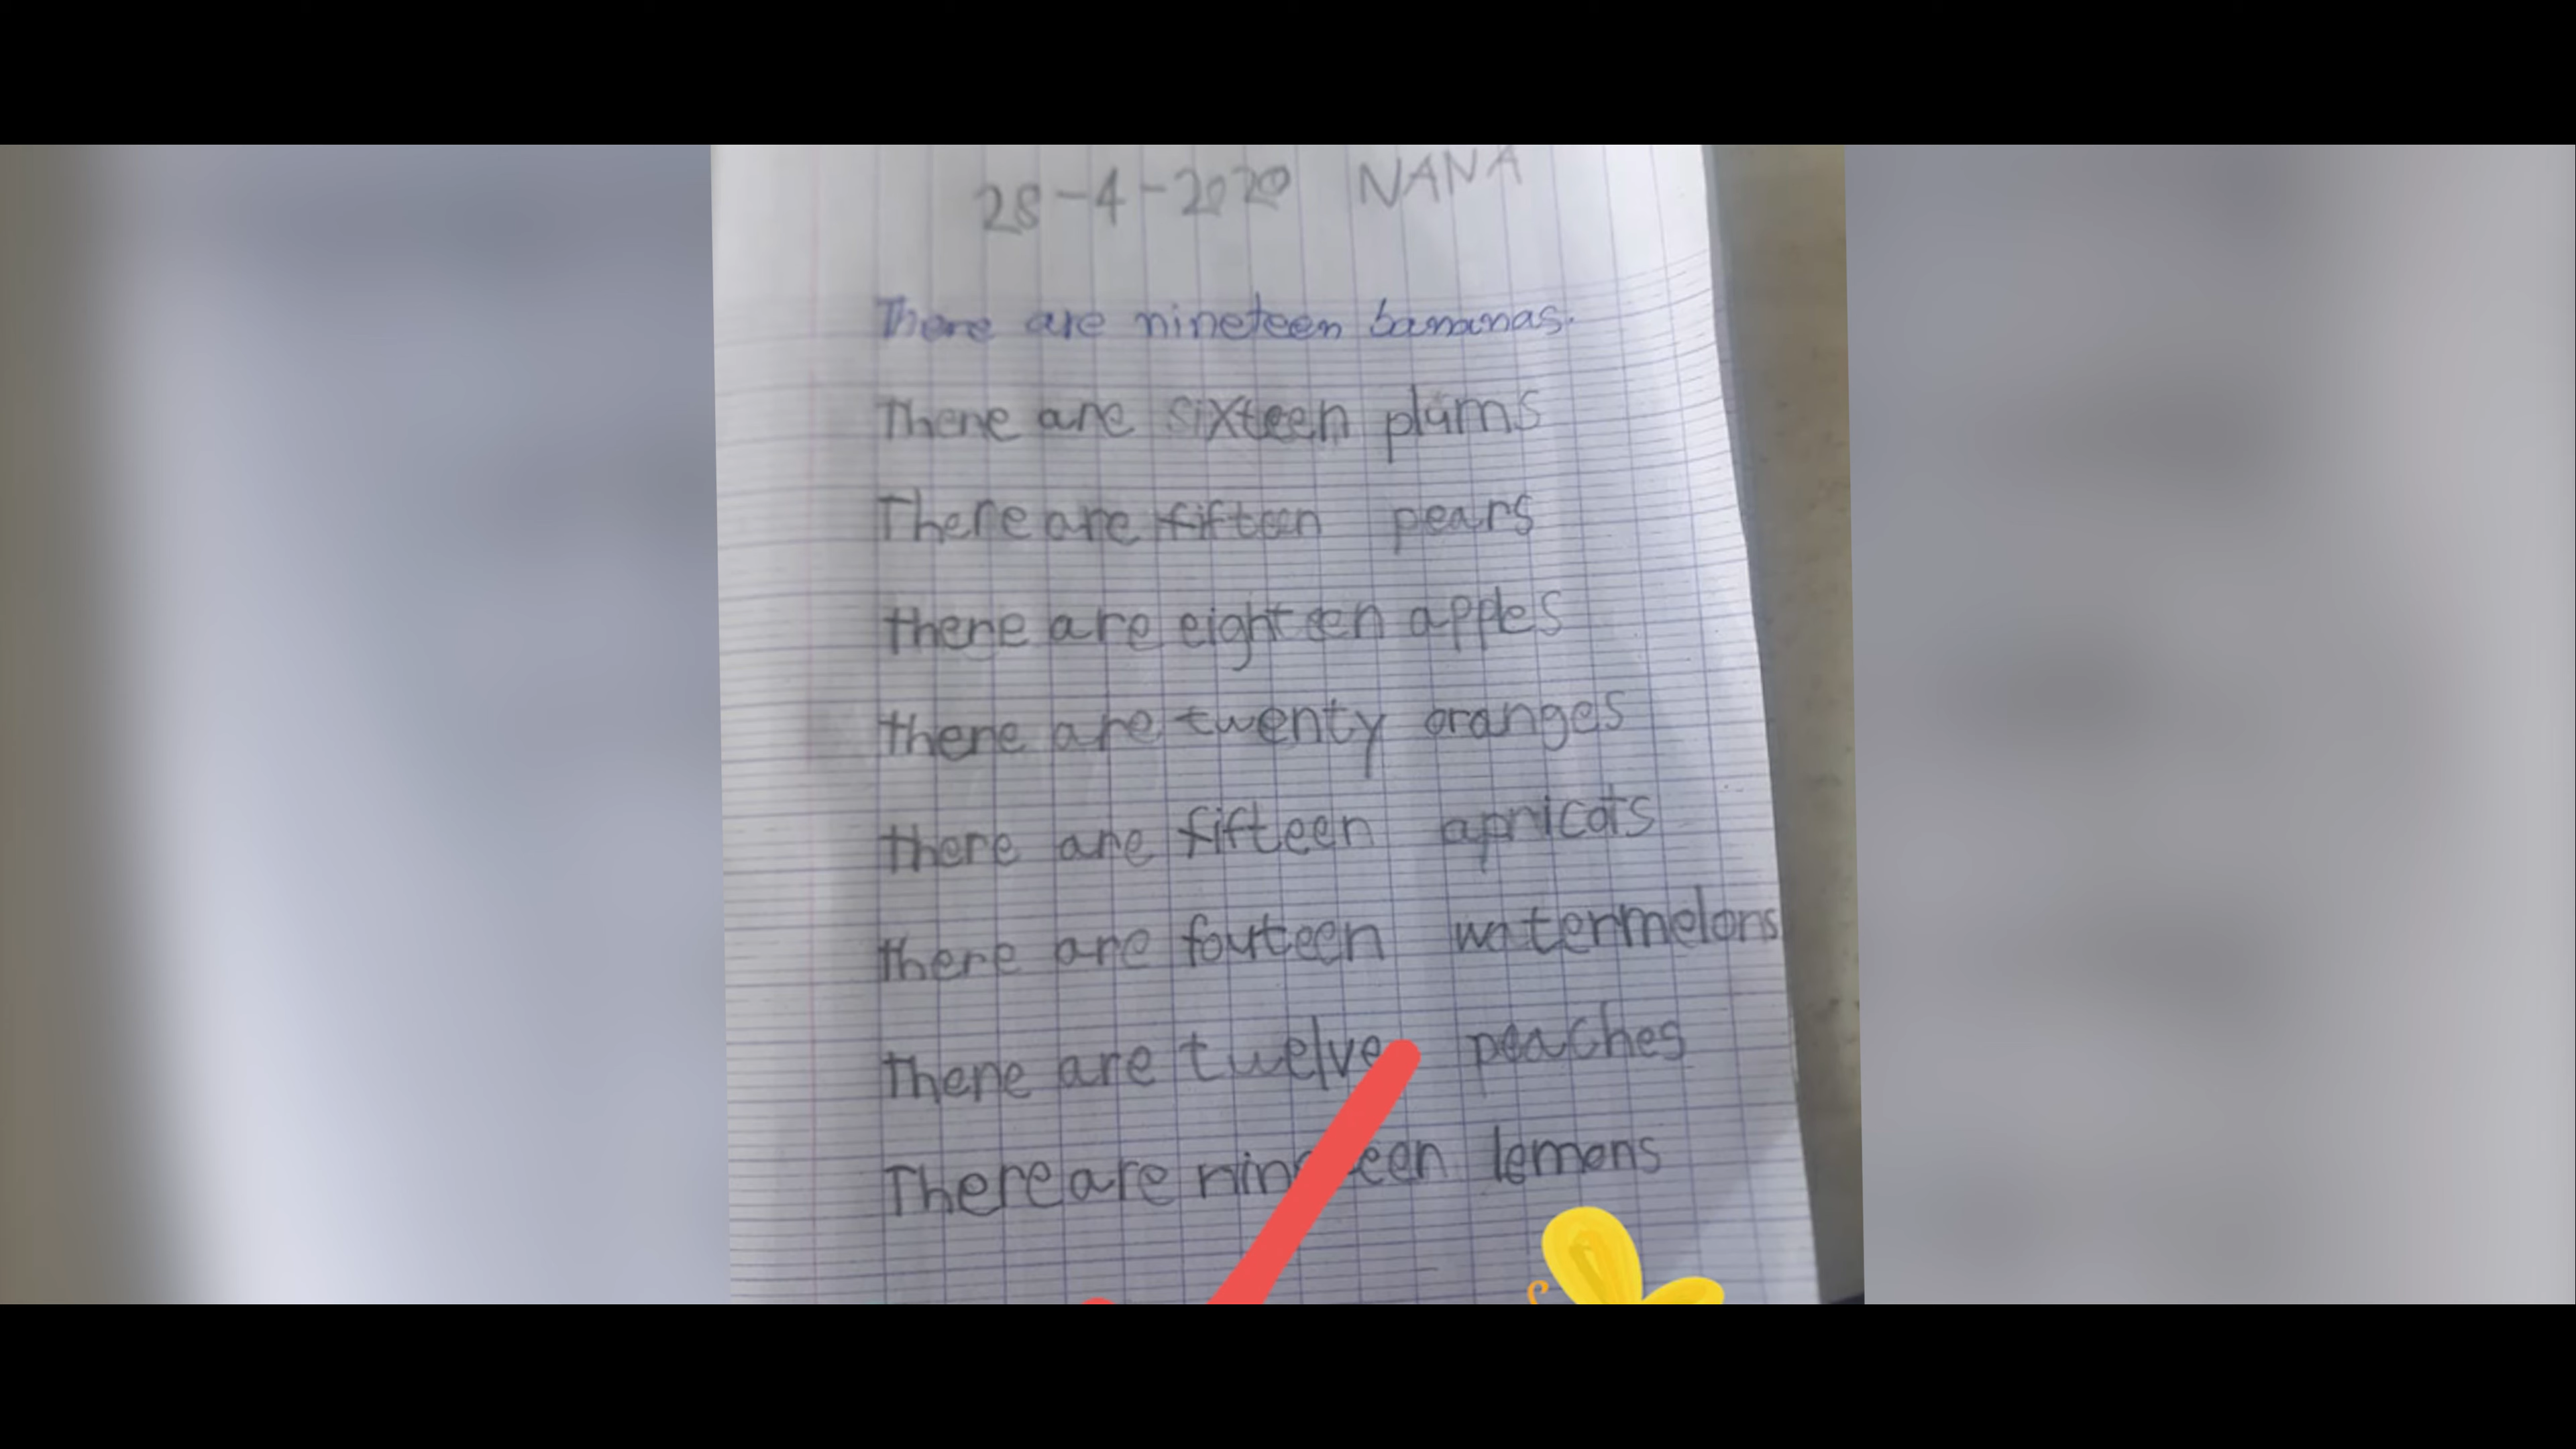 28-4-2020 NANA
There are nineteen bananas.
There are sixteen plums
There are fifteen pears
there are eighteen apples
there are twenty oranges
there are fifteen apricots
there are fourteen watermelons
there are twelve peaches
There are nineteen lemons